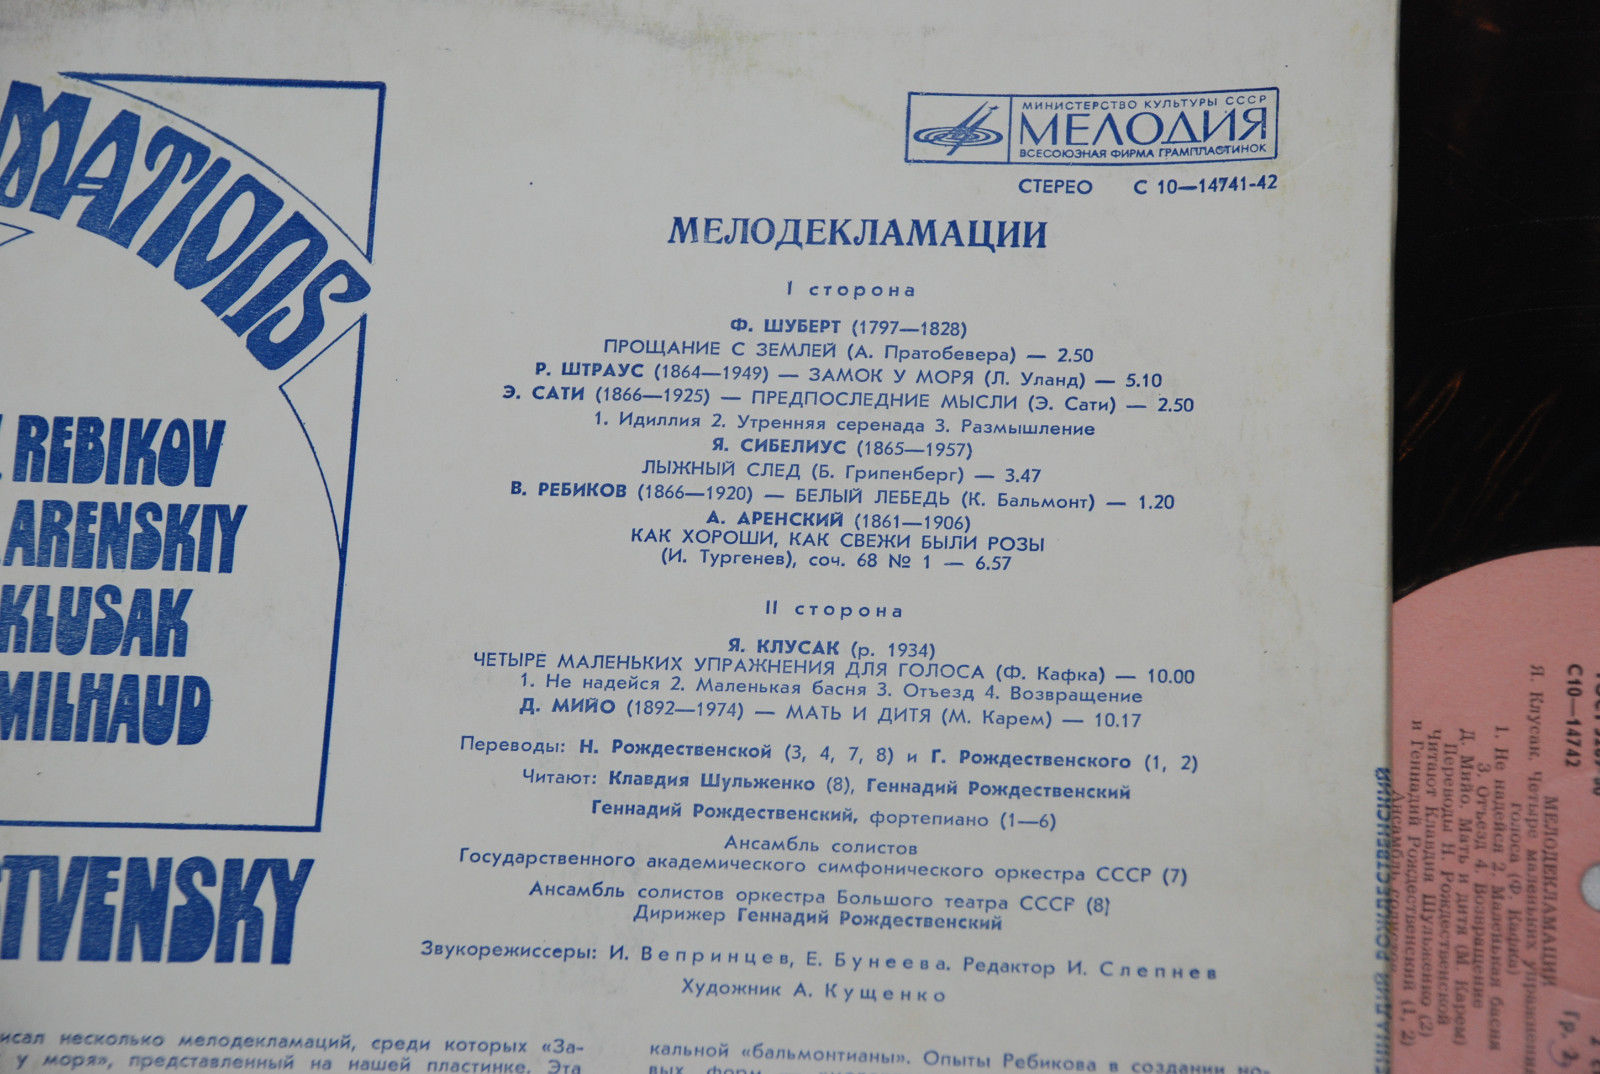 MATIONS
REBIKOV
ARENSKIY
KLUSAK
MILHAUD
STVENSKY
МИНИСТЕРСТВО КУЛЬТУРЫ СССР
МЕЛОДИЯ
ВСЕСОЮЗНАЯ ФИРМА ГРАМПЛАСТИНОК
СТЕРЕО С 10—14741-42
МЕЛОДЕКЛАМАЦИИ
I сторона
Ф. ШУБЕРТ (1797—1828)
ПРОЩАНИЕ С ЗЕМЛЕЙ (А. Пратобевера) — 2.50
Р. ШТРАУС (1864—1949) — ЗАМОК У МОРЯ (Л. Уланд) — 5.10
Э. САТИ (1866—1925) — ПРЕДПОСЛЕДНИЕ МЫСЛИ (Э. Сати) — 2.50
1. Идиллия 2. Утренняя серенада 3. Размышление
Я. СИБЕЛИУС (1865—1957)
ЛЫЖНЫЙ СЛЕД (Б. Грипенберг) — 3.47
В. РЕБИКОВ (1866—1920) — БЕЛЫЙ ЛЕБЕДЬ (К. Бальмонт) — 1.20
А. АРЕНСКИЙ (1861—1906)
КАК ХОРОШИ, КАК СВЕЖИ БЫЛИ РОЗЫ
(И. Тургенев), соч. 68 № 1 — 6.57
II сторона
Я. КЛУСАК (р. 1934)
ЧЕТЫРЕ МАЛЕНЬКИХ УПРАЖНЕНИЯ ДЛЯ ГОЛОСА (Ф. Кафка) — 10.00
1. Не надейся 2. Маленькая басня 3. Отъезд 4. Возвращение
Д. МИЙО (1892—1974) — МАТЬ И ДИТЯ (М. Карем) — 10.17
Переводы: Н. Рождественской (3, 4, 7, 8) и Г. Рождественского (1, 2)
Читают: Клавдия Шульженко (8), Геннадий Рождественский
Геннадий Рождественский, фортепиано (1—6)
Ансамбль солистов
Государственного академического симфонического оркестра СССР (7)
Ансамбль солистов оркестра Большого театра СССР (8)
Дирижер Геннадий Рождественский
Звукорежиссеры: И. Вепринцев, Е. Бунеева. Редактор И. Слепнев
Художник А. Кущенко
исал несколько мелодекламаций, среди которых «За-
у моря», представленный на нашей пластинке. Эта
кальной «бальмонтианы». Опыты Ребикова в создании но-
ННАДИЙ РОЖДЕСТВЕНСКИЙ
С10—14742
Гр. 2
МЕЛОДЕКЛАМАЦИИ
Я. Клусак. Четыре маленьких упражнения
голоса (Ф. Кафка)
1. Не надейся 2. Маленькая басня
3. Отъезд 4. Возвращение
Д. Мийо. Мать и дитя (М. Карем)
Переводы Н. Рождественской
Читают Клавдия Шульженко (2)
и Геннадий Рождественский (1, 2)